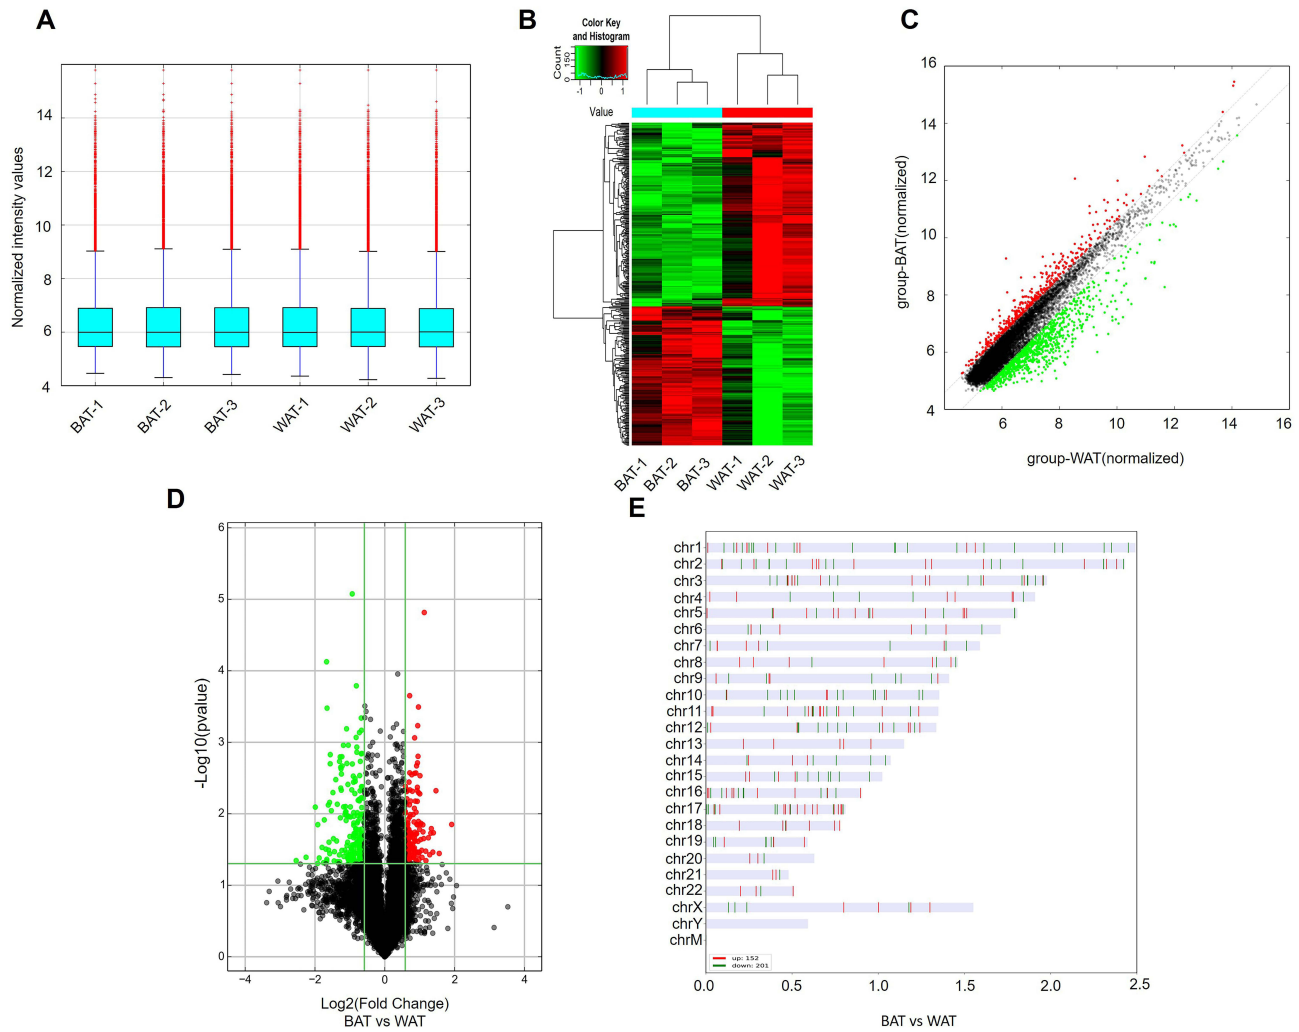 A
Normalized intensity values
14
12
10
8
6
4
BAT-1
BAT-2
BAT-3
WAT-1
WAT-2
WAT-3
B
Color Key
and Histogram
Count
0 50 150
-1 0 1
Value
BAT-1
BAT-2
BAT-3
WAT-1
WAT-2
WAT-3
C
group-BAT(normalized)
16
14
12
10
8
6
4
6 8 10 12 14 16
group-WAT(normalized)
D
-Log10(pvalue)
6
5
4
3
2
1
0
−4 −2 0 2 4
Log2(Fold Change)
BAT vs WAT
E
chr1
chr2
chr3
chr4
chr5
chr6
chr7
chr8
chr9
chr10
chr11
chr12
chr13
chr14
chr15
chr16
chr17
chr18
chr19
chr20
chr21
chr22
chrX
chrY
chrM
up: 152
down: 201
0.0 0.5 1.0 1.5 2.0 2.5
BAT vs WAT